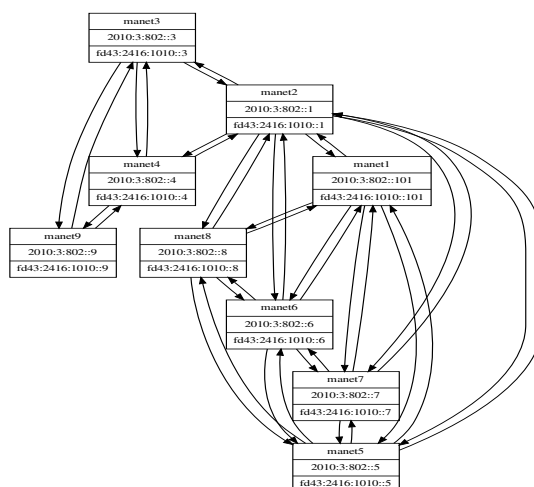 manet3
2010:3:802::3
fd43:2416:1010::3
manet2
2010:3:802::1
fd43:2416:1010::1
manet4
2010:3:802::4
fd43:2416:1010::4
manet1
2010:3:802::101
fd43:2416:1010::101
manet9
2010:3:802::9
fd43:2416:1010::9
manet8
2010:3:802::8
fd43:2416:1010::8
manet6
2010:3:802::6
fd43:2416:1010::6
manet7
2010:3:802::7
fd43:2416:1010::7
manet5
2010:3:802::5
fd43:2416:1010::5